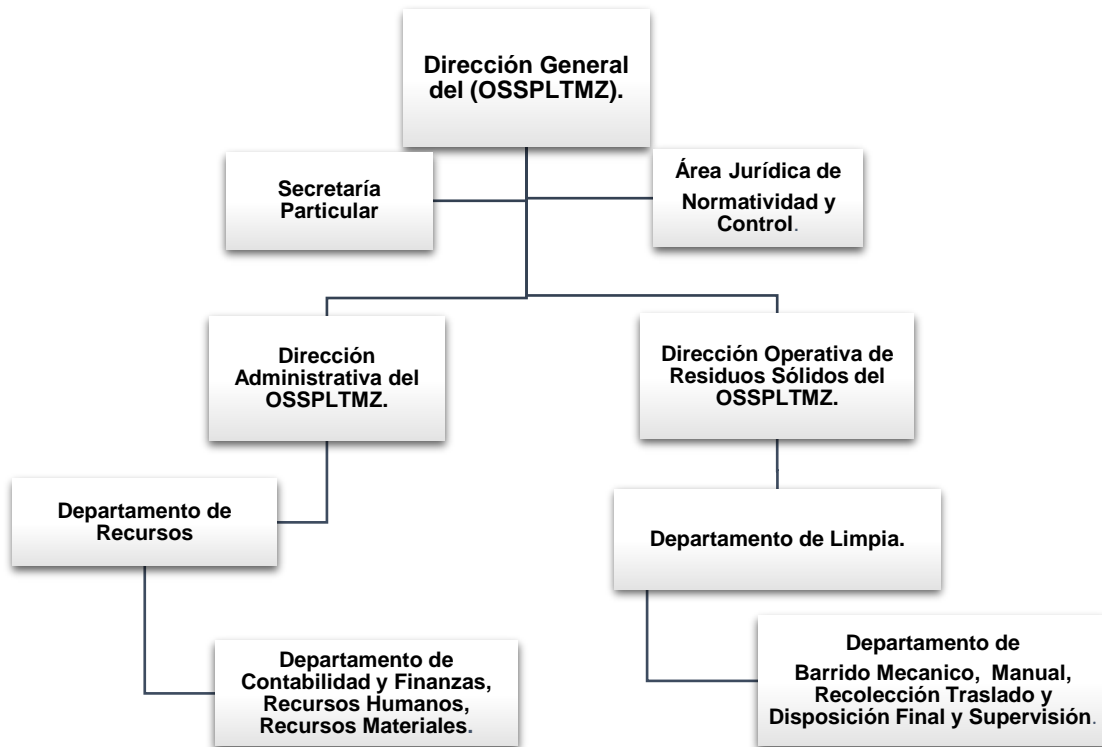 Dirección General
del (OSSPLTMZ).
Secretaría
Particular
Área Jurídica de
Normatividad y
Control.
Dirección
Administrativa del
OSSPLTMZ.
Dirección Operativa de
Residuos Sólidos del
OSSPLTMZ.
Departamento de
Recursos
Departamento de Limpia.
Departamento de
Contabilidad y Finanzas,
Recursos Humanos,
Recursos Materiales.
Departamento de
Barrido Mecanico, Manual,
Recolección Traslado y
Disposición Final y Supervisión.